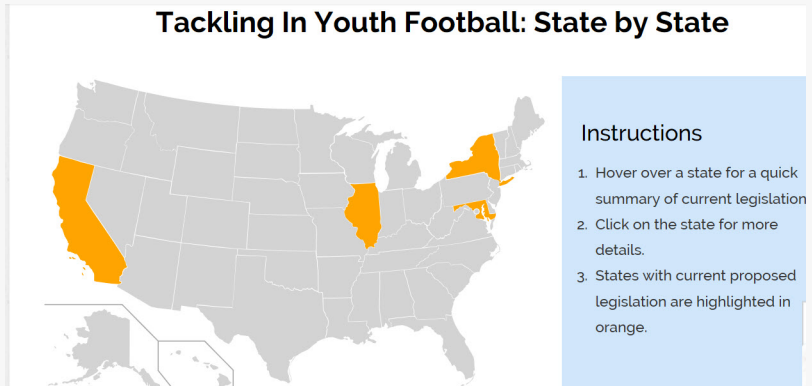 Tackling In Youth Football: State by State
Instructions
1. Hover over a state for a quick
summary of current legislation
2. Click on the state for more
details.
3. States with current proposed
legislation are highlighted in
orange.